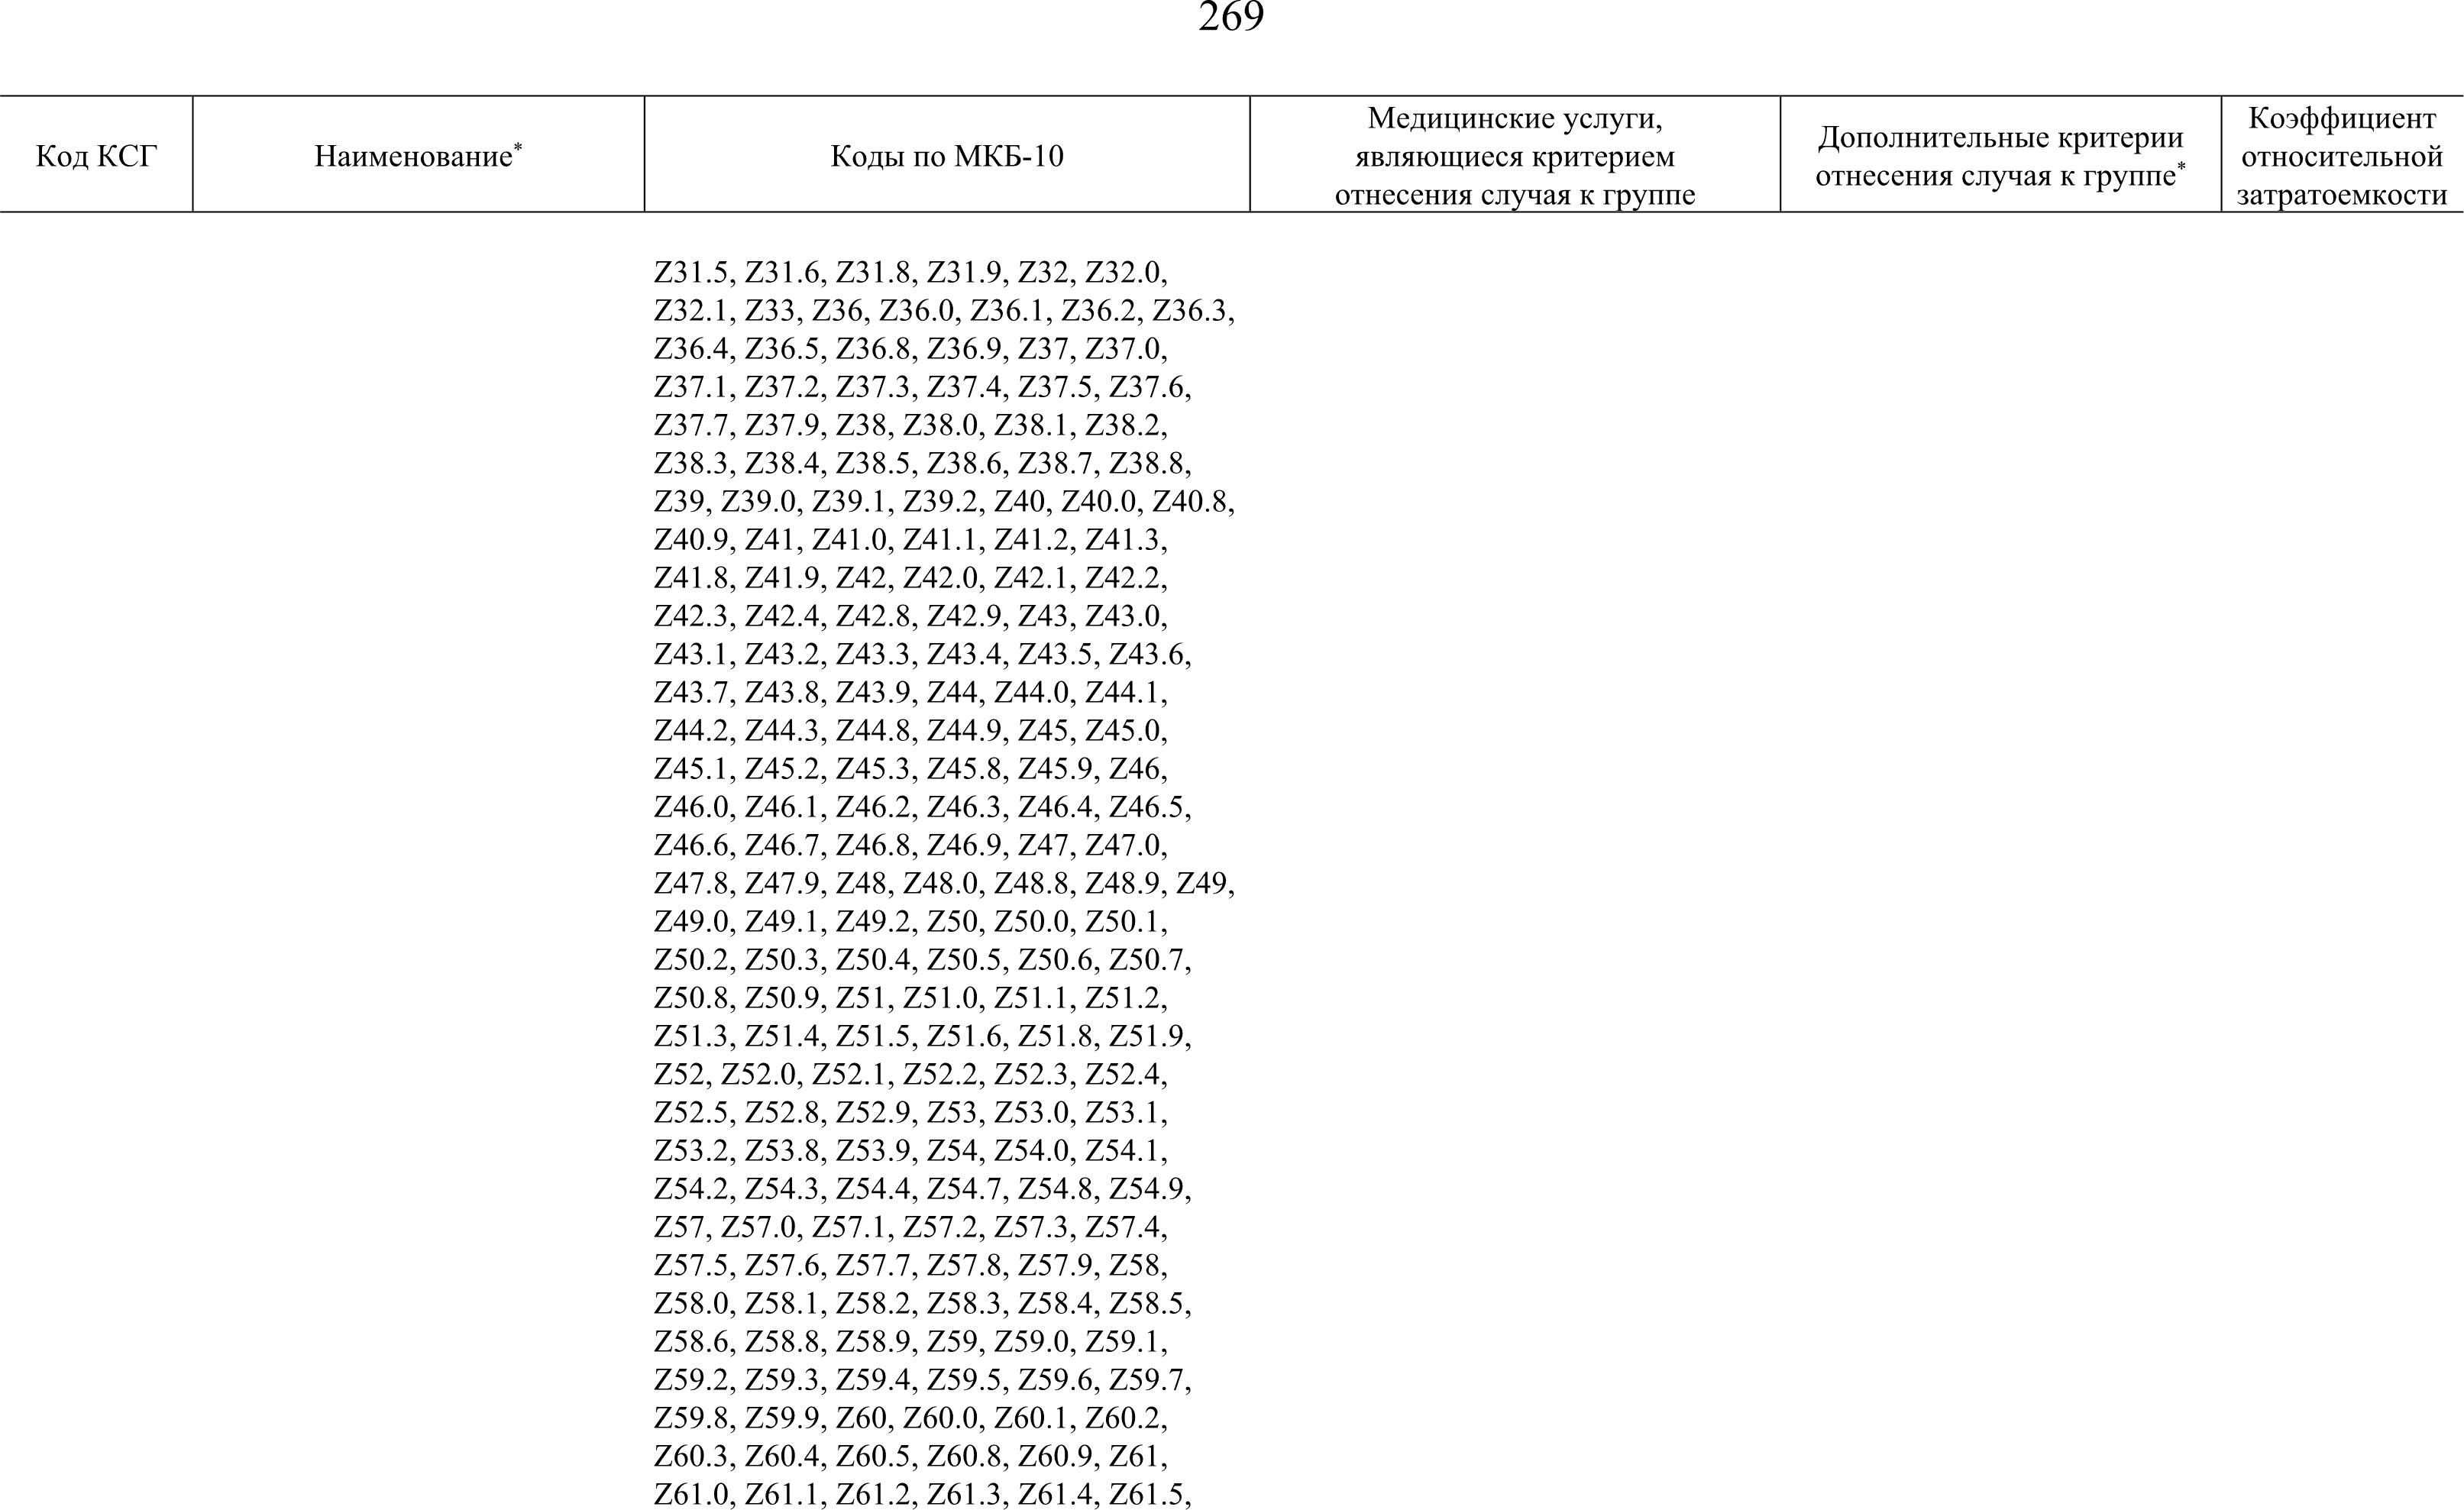 269
Код КСГ
Наименование*
Коды по МКБ-10
Медицинские услуги,
являющиеся критерием
отнесения случая к группе
Дополнительные критерии
отнесения случая к группе*
Коэффициент
относительной
затратоемкости
Z31.5, Z31.6, Z31.8, Z31.9, Z32, Z32.0,
Z32.1, Z33, Z36, Z36.0, Z36.1, Z36.2, Z36.3,
Z36.4, Z36.5, Z36.8, Z36.9, Z37, Z37.0,
Z37.1, Z37.2, Z37.3, Z37.4, Z37.5, Z37.6,
Z37.7, Z37.9, Z38, Z38.0, Z38.1, Z38.2,
Z38.3, Z38.4, Z38.5, Z38.6, Z38.7, Z38.8,
Z39, Z39.0, Z39.1, Z39.2, Z40, Z40.0, Z40.8,
Z40.9, Z41, Z41.0, Z41.1, Z41.2, Z41.3,
Z41.8, Z41.9, Z42, Z42.0, Z42.1, Z42.2,
Z42.3, Z42.4, Z42.8, Z42.9, Z43, Z43.0,
Z43.1, Z43.2, Z43.3, Z43.4, Z43.5, Z43.6,
Z43.7, Z43.8, Z43.9, Z44, Z44.0, Z44.1,
Z44.2, Z44.3, Z44.8, Z44.9, Z45, Z45.0,
Z45.1, Z45.2, Z45.3, Z45.8, Z45.9, Z46,
Z46.0, Z46.1, Z46.2, Z46.3, Z46.4, Z46.5,
Z46.6, Z46.7, Z46.8, Z46.9, Z47, Z47.0,
Z47.8, Z47.9, Z48, Z48.0, Z48.8, Z48.9, Z49,
Z49.0, Z49.1, Z49.2, Z50, Z50.0, Z50.1,
Z50.2, Z50.3, Z50.4, Z50.5, Z50.6, Z50.7,
Z50.8, Z50.9, Z51, Z51.0, Z51.1, Z51.2,
Z51.3, Z51.4, Z51.5, Z51.6, Z51.8, Z51.9,
Z52, Z52.0, Z52.1, Z52.2, Z52.3, Z52.4,
Z52.5, Z52.8, Z52.9, Z53, Z53.0, Z53.1,
Z53.2, Z53.8, Z53.9, Z54, Z54.0, Z54.1,
Z54.2, Z54.3, Z54.4, Z54.7, Z54.8, Z54.9,
Z57, Z57.0, Z57.1, Z57.2, Z57.3, Z57.4,
Z57.5, Z57.6, Z57.7, Z57.8, Z57.9, Z58,
Z58.0, Z58.1, Z58.2, Z58.3, Z58.4, Z58.5,
Z58.6, Z58.8, Z58.9, Z59, Z59.0, Z59.1,
Z59.2, Z59.3, Z59.4, Z59.5, Z59.6, Z59.7,
Z59.8, Z59.9, Z60, Z60.0, Z60.1, Z60.2,
Z60.3, Z60.4, Z60.5, Z60.8, Z60.9, Z61,
Z61.0, Z61.1, Z61.2, Z61.3, Z61.4, Z61.5,